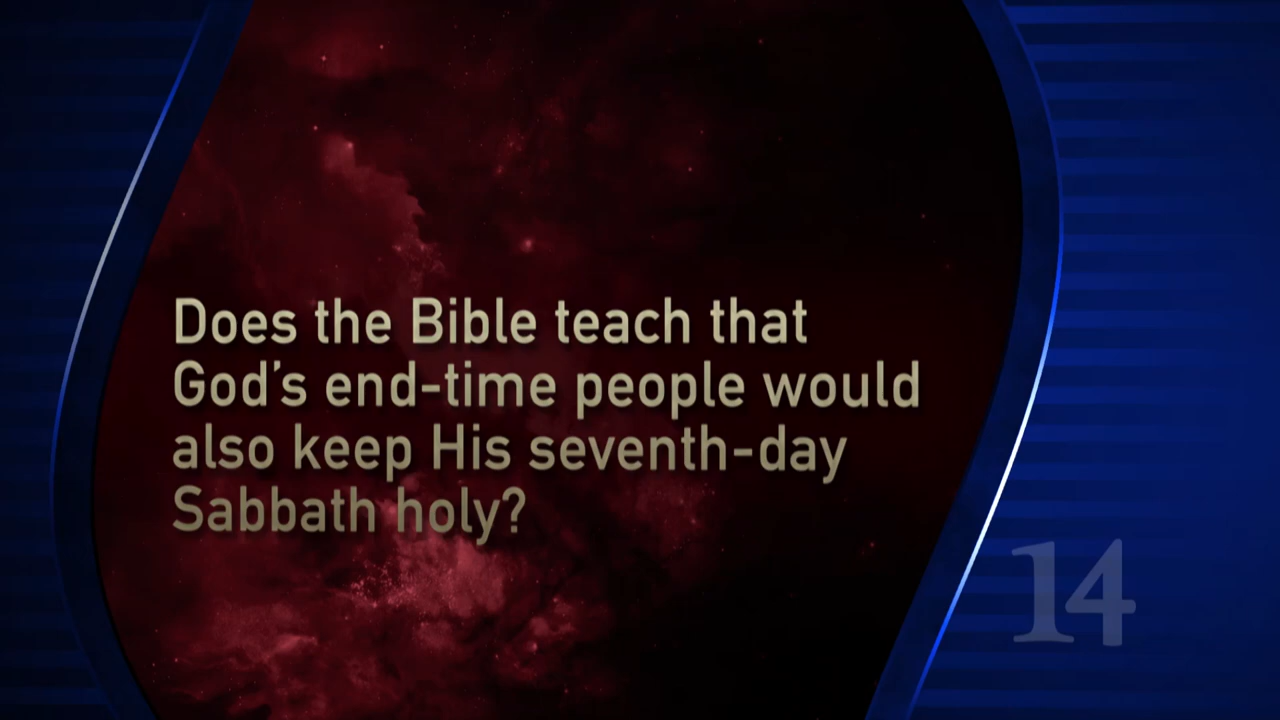 Does the Bible teach that
God's end-time people would
also keep His seventh-day
Sabbath holy?
14